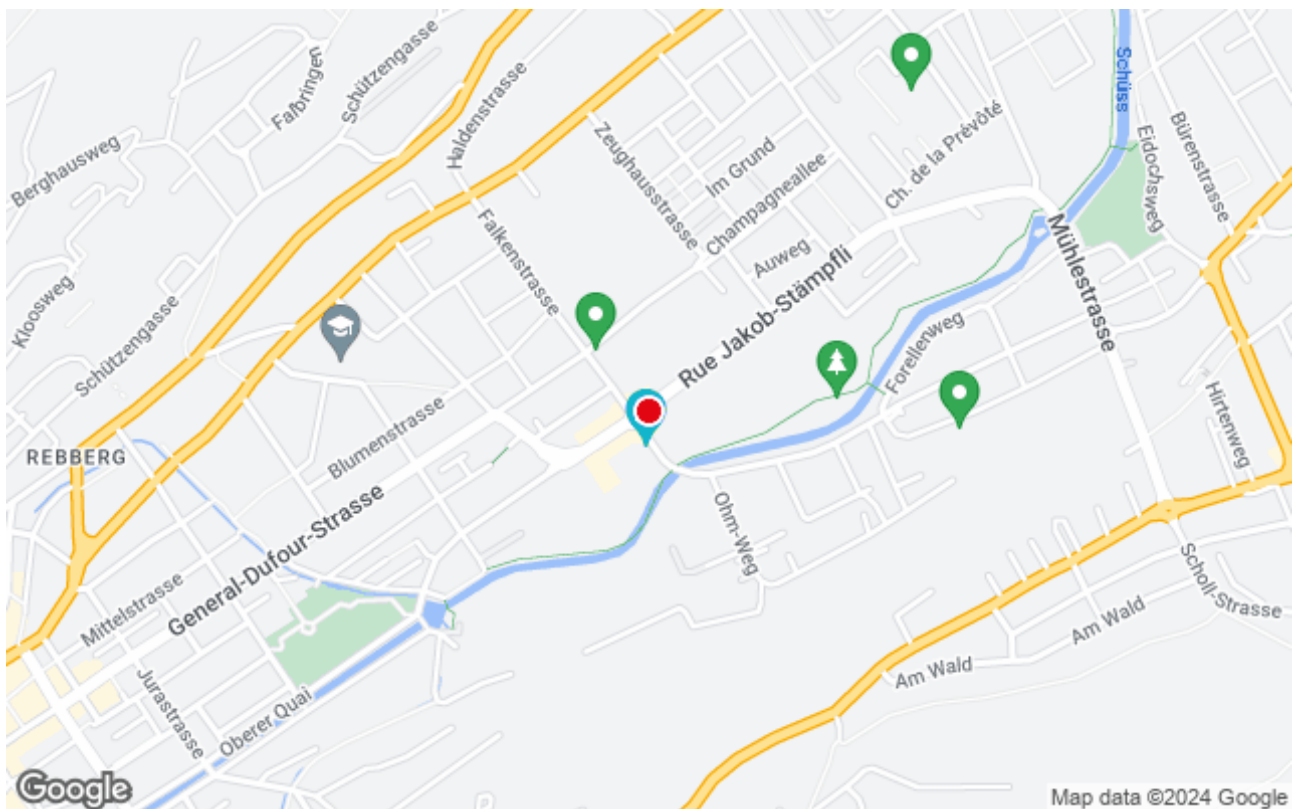 Falbringen
Schützengasse
Haldenstrasse
Berghausweg
Zeughausstrasse
Im Grund
Champagneallee
Ch. de la Prévôté
Schüss
Eidochsweg
Bürenstrasse
Falkenstrasse
Auweg
Kloosweg
Schützengasse
Rue Jakob-Stämpfli
Mühlestrasse
Forellenweg
Hirtenweg
REBBERG
Blumenstrasse
General-Dufour-Strasse
Ohm-Weg
Scholl-Strasse
Mittelstrasse
Am Wald
Am Wald
Jurastrasse
Oberer Quai
Google
Map data ©2024 Google